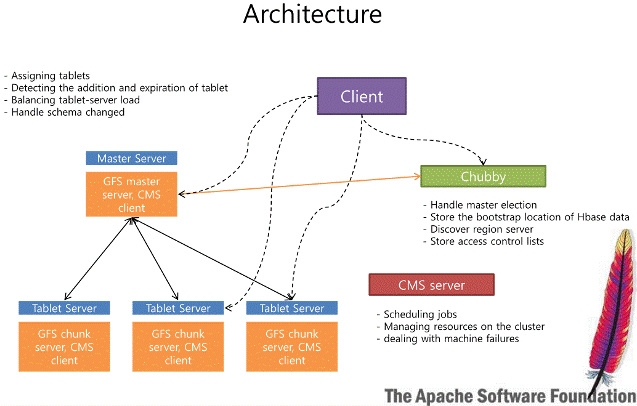 Architecture
- Assigning tablets
- Detecting the addition and expiration of tablet
- Balancing tablet-server load
- Handle schema changed
Client
Master Server
GFS master
server, CMS
client
Chubby
- Handle master election
- Store the bootstrap location of Hbase data
- Discover region server
- Store access control lists
CMS server
- Scheduling jobs
- Managing resources on the cluster
- dealing with machine failures
Tablet Server
GFS chunk
server, CMS
client
Tablet Server
GFS chunk
server, CMS
client
Tablet Server
GFS chunk
server, CMS
client
The Apache Software Foundation